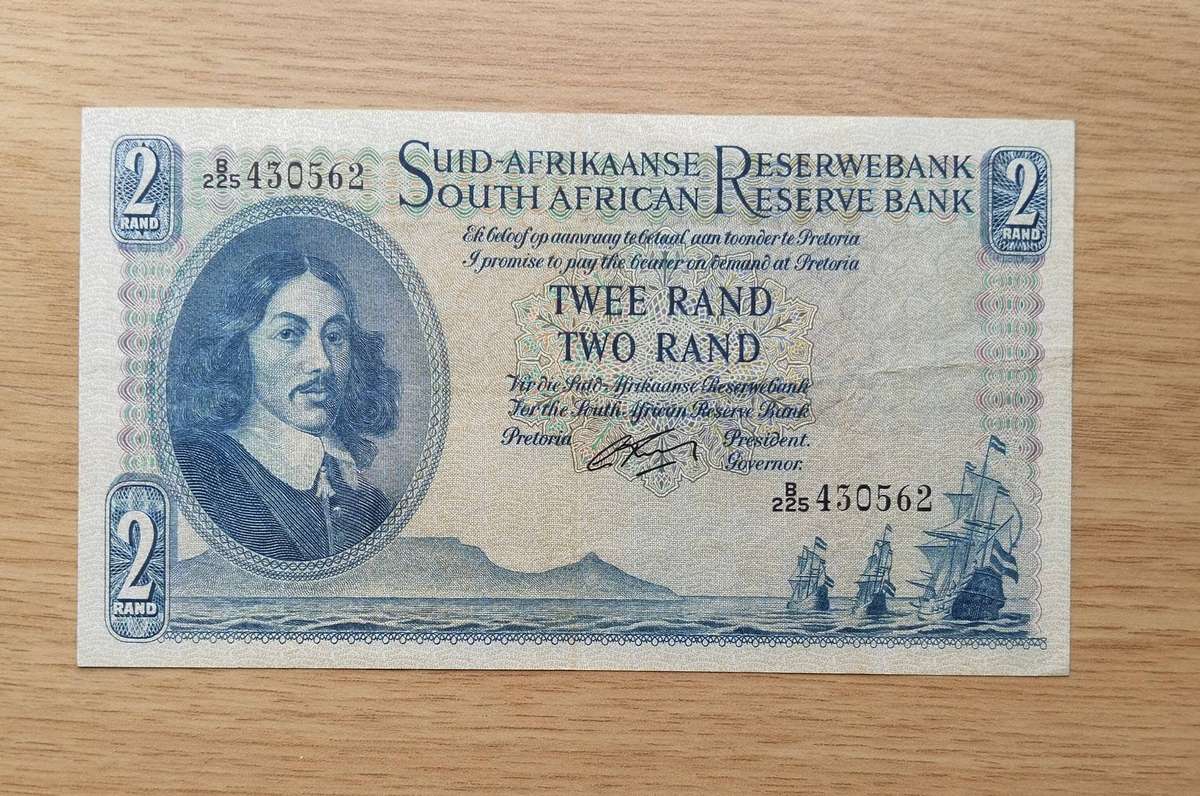 2
RAND
B/225 430562
SUID-AFRIKAANSE RESERWEBANK
SOUTH AFRICAN RESERVE BANK
2
RAND
Ek beloof op aanvraag te betaal aan toonder te Pretoria
I promise to pay the bearer on demand at Pretoria
TWEE RAND
TWO RAND
Vir die Suid-Afrikaanse Reserwebank
For the South African Reserve Bank
Pretoria President.
Governor.
B/225 430562
2
RAND